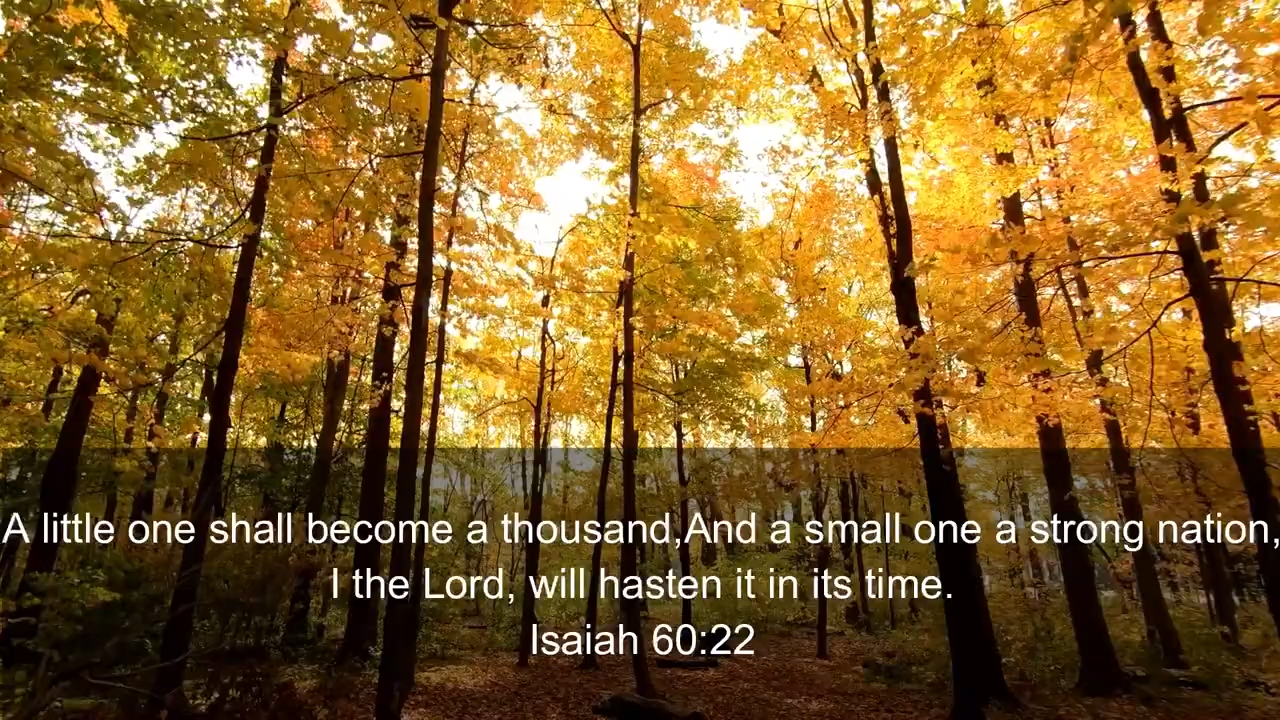 A little one shall become a thousand,And a small one a strong nation,
I the Lord, will hasten it in its time.
Isaiah 60:22